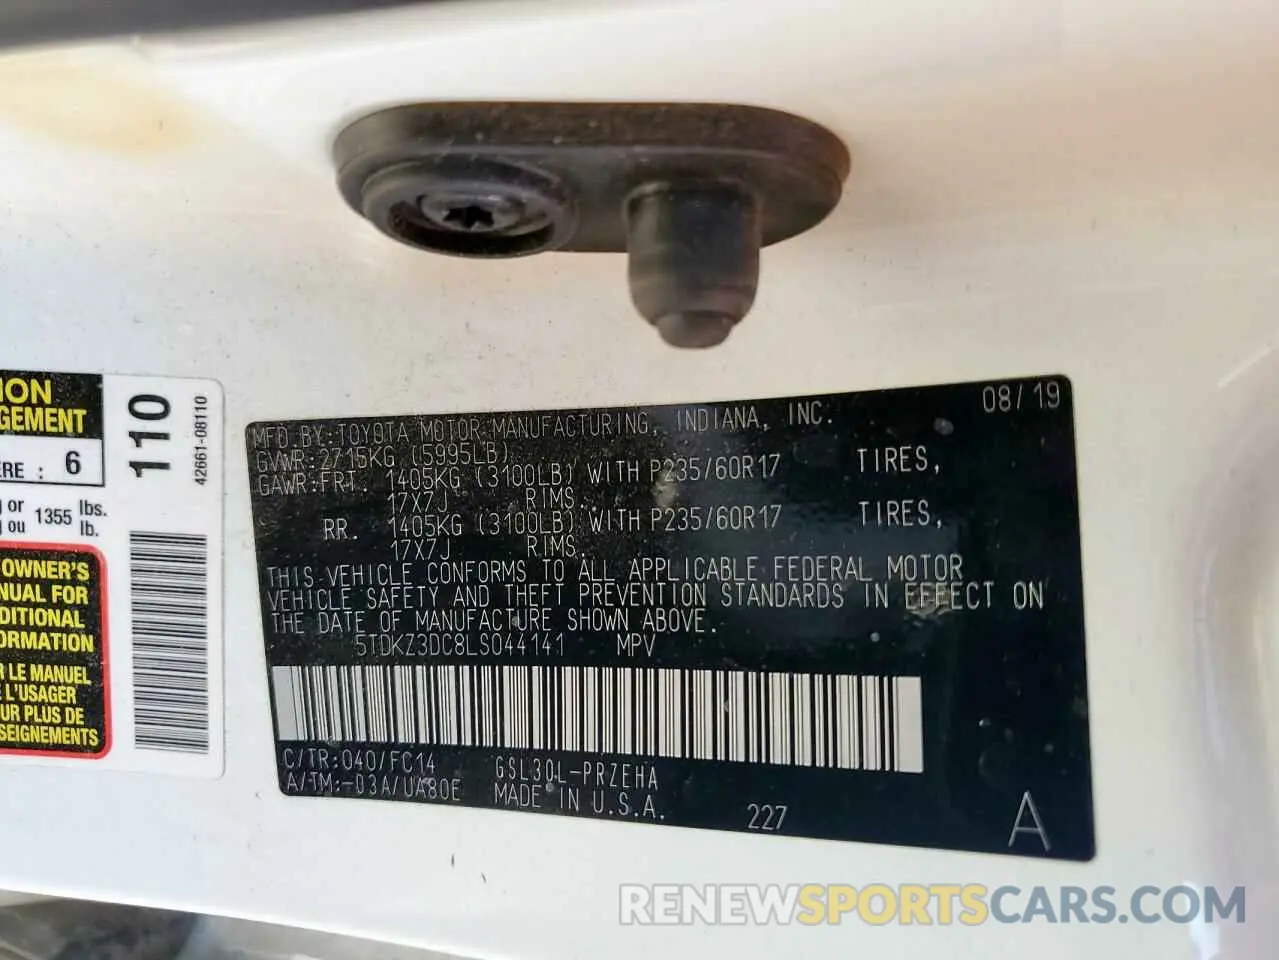 ION
GEMENT
ERE : 6
or
ou
1355 lbs.
lb.
OWNER'S
NUAL FOR
DITIONAL
FORMATION
R LE MANUEL
L'USAGER
UR PLUS DE
SEIGNEMENTS
110
42661-08110
08/19
MFD.BY:TOYOTA MOTOR MANUFACTURING, INDIANA, INC.
GVWR:2715KG (5995LB)
GAWR:FRT. 1405KG (3100LB) WITH P235/60R17 TIRES,
17X7J RIMS.
RR. 1405KG (3100LB) WITH P235/60R17 TIRES,
17X7J RIMS.
THIS VEHICLE CONFORMS TO ALL APPLICABLE FEDERAL MOTOR
VEHICLE SAFETY AND THEFT PREVENTION STANDARDS IN EFFECT ON
THE DATE OF MANUFACTURE SHOWN ABOVE.
5TDKZ3DC8LS044141 MPV
C/TR:040/FC14 GSL30L-PRZEHA
A/TM:-03A/UA80E MADE IN U.S.A.
227
A
RENEWSPORTSCARS.COM